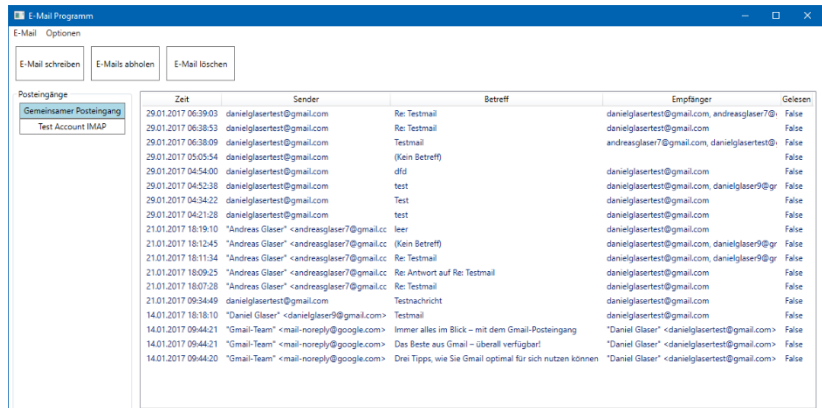 E-Mail Programm
E-Mail Optionen
E-Mail schreiben E-Mails abholen E-Mail löschen
Posteingänge
Gemeinsamer Posteingang
Test Account IMAP
Zeit Sender Betreff Empfänger Gelesen
29.01.2017 06:39:03 danielglasertest@gmail.com Re: Testmail danielglasertest@gmail.com, andreasglaser7@ False
29.01.2017 06:38:53 danielglasertest@gmail.com Re: Testmail danielglasertest@gmail.com False
29.01.2017 06:38:09 danielglasertest@gmail.com Testmail andreasglaser7@gmail.com, danielglasertest@ False
29.01.2017 05:05:54 danielglasertest@gmail.com (Kein Betreff) False
29.01.2017 04:54:00 danielglasertest@gmail.com dfd danielglasertest@gmail.com False
29.01.2017 04:52:38 danielglasertest@gmail.com test danielglasertest@gmail.com, danielglaser9@gr False
29.01.2017 04:34:22 danielglasertest@gmail.com Test danielglasertest@gmail.com False
29.01.2017 04:21:28 danielglasertest@gmail.com test danielglasertest@gmail.com False
21.01.2017 18:19:10 "Andreas Glaser" <andreasglaser7@gmail.cc leer danielglasertest@gmail.com False
21.01.2017 18:12:45 "Andreas Glaser" <andreasglaser7@gmail.cc (Kein Betreff) danielglasertest@gmail.com, danielglaser9@gr False
21.01.2017 18:11:34 "Andreas Glaser" <andreasglaser7@gmail.cc Re: Testmail danielglasertest@gmail.com, danielglaser9@gr False
21.01.2017 18:09:25 "Andreas Glaser" <andreasglaser7@gmail.cc Re: Antwort auf Re: Testmail danielglasertest@gmail.com False
21.01.2017 18:07:28 "Andreas Glaser" <andreasglaser7@gmail.cc Re: Testmail danielglasertest@gmail.com False
21.01.2017 09:34:49 danielglasertest@gmail.com Testnachricht danielglasertest@gmail.com False
14.01.2017 18:18:10 "Daniel Glaser" <danielglaser9@gmail.com> Testmail danielglasertest@gmail.com False
14.01.2017 09:44:21 "Gmail-Team" <mail-noreply@google.com> Immer alles im Blick – mit dem Gmail-Posteingang "Daniel Glaser" <danielglasertest@gmail.com> False
14.01.2017 09:44:21 "Gmail-Team" <mail-noreply@google.com> Das Beste aus Gmail – überall verfügbar! "Daniel Glaser" <danielglasertest@gmail.com> False
14.01.2017 09:44:20 "Gmail-Team" <mail-noreply@google.com> Drei Tipps, wie Sie Gmail optimal für sich nutzen können "Daniel Glaser" <danielglasertest@gmail.com> False